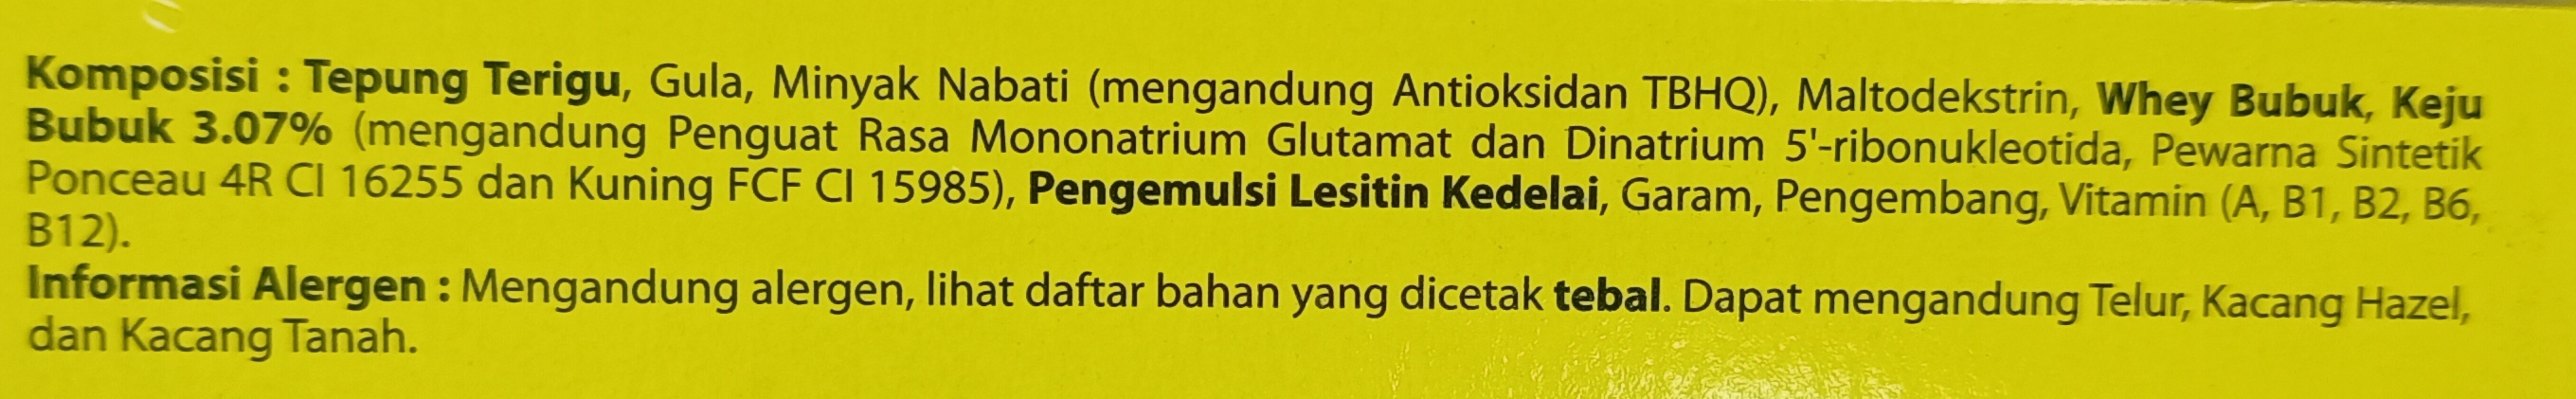 Komposisi : Tepung Terigu, Gula, Minyak Nabati (mengandung Antioksidan TBHQ), Maltodekstrin, Whey Bubuk, Keju
Bubuk 3.07% (mengandung Penguat Rasa Mononatrium Glutamat dan Dinatrium 5'-ribonukleotida, Pewarna Sintetik
Ponceau 4R CI 16255 dan Kuning FCF CI 15985), Pengemulsi Lesitin Kedelai, Garam, Pengembang, Vitamin (A, B1, B2, B6,
B12).
Informasi Alergen : Mengandung alergen, lihat daftar bahan yang dicetak tebal. Dapat mengandung Telur, Kacang Hazel,
dan Kacang Tanah.